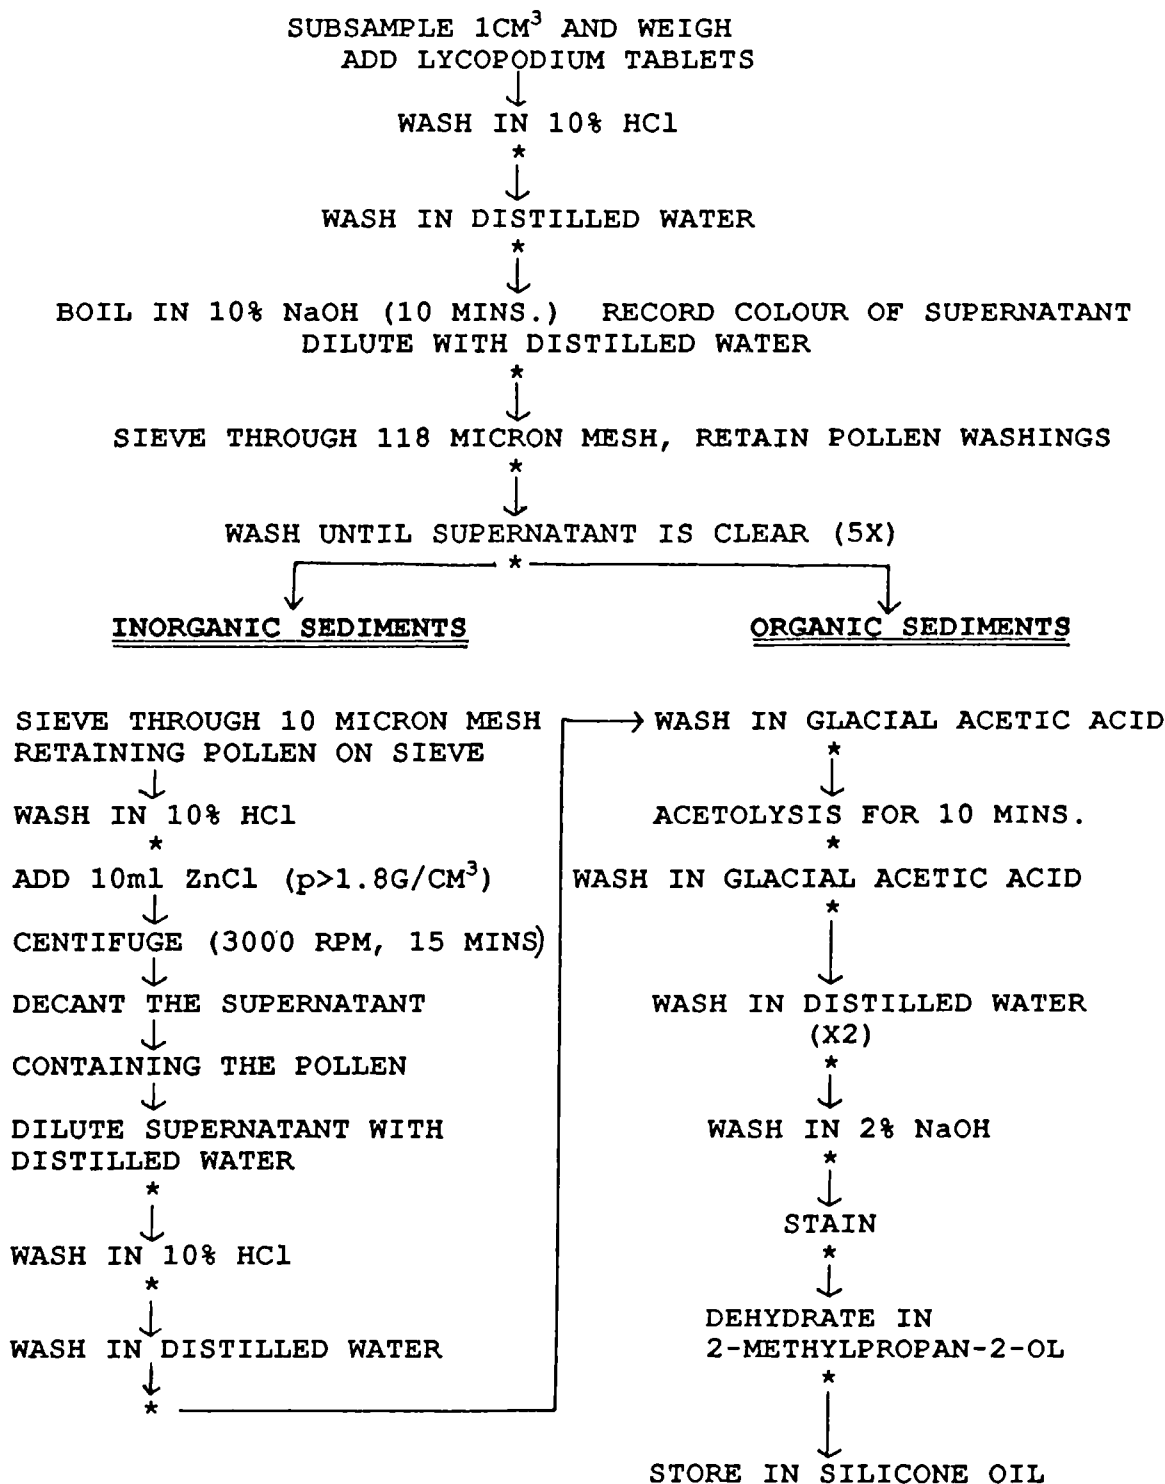 SUBSAMPLE 1CM³ AND WEIGH
ADD LYCOPODIUM TABLETS
WASH IN 10% HCl
*
WASH IN DISTILLED WATER
*
BOIL IN 10% NaOH (10 MINS.) RECORD COLOUR OF SUPERNATANT
DILUTE WITH DISTILLED WATER
*
SIEVE THROUGH 118 MICRON MESH, RETAIN POLLEN WASHINGS
*
WASH UNTIL SUPERNATANT IS CLEAR (5X)
*
INORGANIC SEDIMENTS
SIEVE THROUGH 10 MICRON MESH
RETAINING POLLEN ON SIEVE
WASH IN 10% HCl
*
ADD 10ml ZnCl (p>1.8G/CM³)
CENTIFUGE (3000 RPM, 15 MINS)
DECANT THE SUPERNATANT
CONTAINING THE POLLEN
DILUTE SUPERNATANT WITH
DISTILLED WATER
*
WASH IN 10% HCl
*
WASH IN DISTILLED WATER
*
ORGANIC SEDIMENTS
WASH IN GLACIAL ACETIC ACID
*
ACETOLYSIS FOR 10 MINS.
*
WASH IN GLACIAL ACETIC ACID
*
WASH IN DISTILLED WATER
(X2)
*
WASH IN 2% NaOH
*
STAIN
*
DEHYDRATE IN
2-METHYLPROPAN-2-OL
*
STORE IN SILICONE OIL